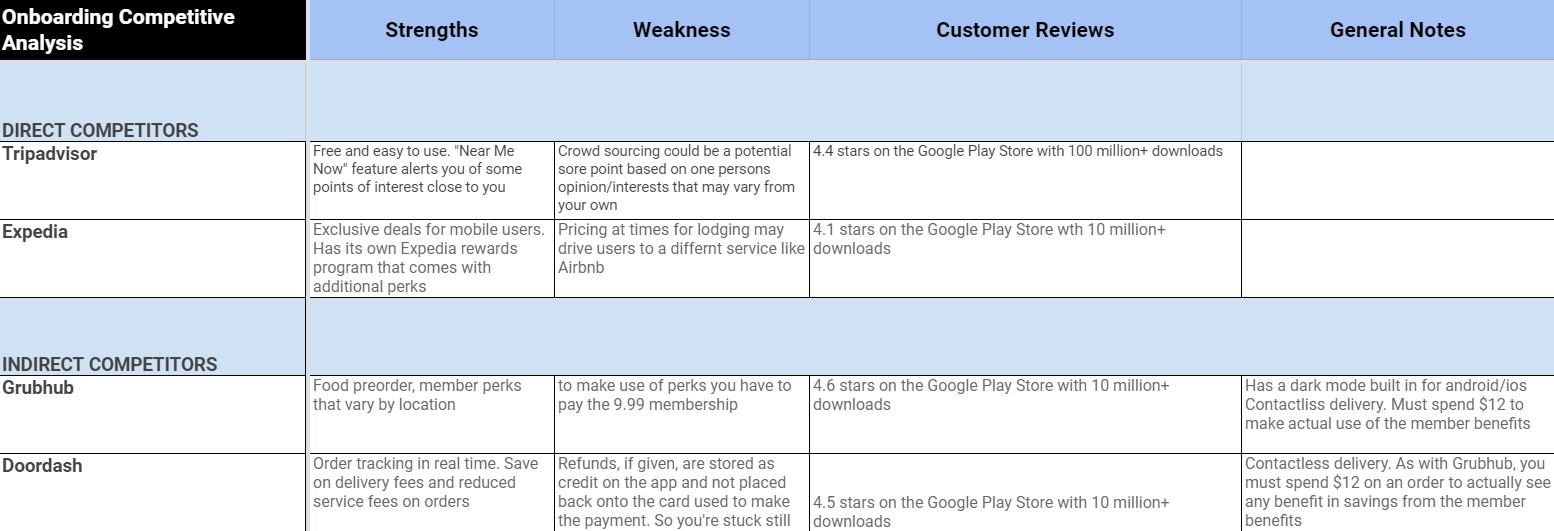 Onboarding Competitive
Analysis
Strengths
Weakness
Customer Reviews
General Notes
DIRECT COMPETITORS
Tripadvisor
Free and easy to use. "Near Me
Now" feature alerts you of some
points of interest close to you
Crowd sourcing could be a potential
sore point based on one persons
opinion/interests that may vary from
your own
4.4 stars on the Google Play Store with 100 million+ downloads
Expedia
Exclusive deals for mobile users.
Has its own Expedia rewards
program that comes with
additional perks
Pricing at times for lodging may
drive users to a differnt service like
Airbnb
4.1 stars on the Google Play Store wth 10 million+
downloads
INDIRECT COMPETITORS
Grubhub
Food preorder, member perks
that vary by location
to make use of perks you have to
pay the 9.99 membership
4.6 stars on the Google Play Store with 10 million+
downloads
Has a dark mode built in for android/ios
Contactliss delivery. Must spend $12 to
make actual use of the member benefits
Doordash
Order tracking in real time. Save
on delivery fees and reduced
service fees on orders
Refunds, if given, are stored as
credit on the app and not placed
back onto the card used to make
the payment. So you're stuck still
4.5 stars on the Google Play Store with 10 million+
downloads
Contactless delivery. As with Grubhub, you
must spend $12 on an order to actually see
any benefit in savings from the member
benefits